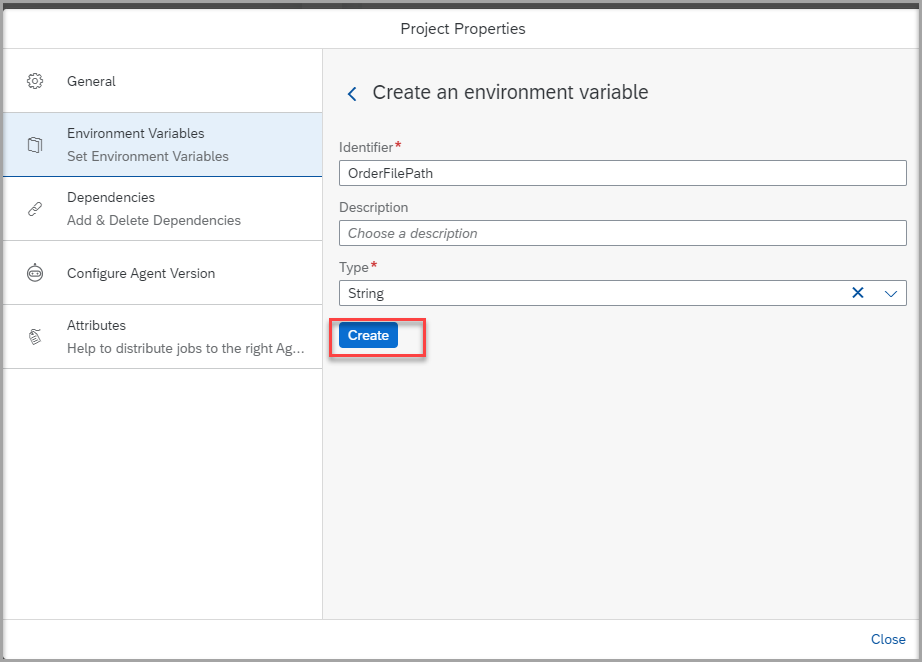 Project Properties
General
Environment Variables
Set Environment Variables
Dependencies
Add & Delete Dependencies
Configure Agent Version
Attributes
Help to distribute jobs to the right Ag...
Create an environment variable
Identifier*
OrderFilePath
Description
Choose a description
Type*
String
Create
Close